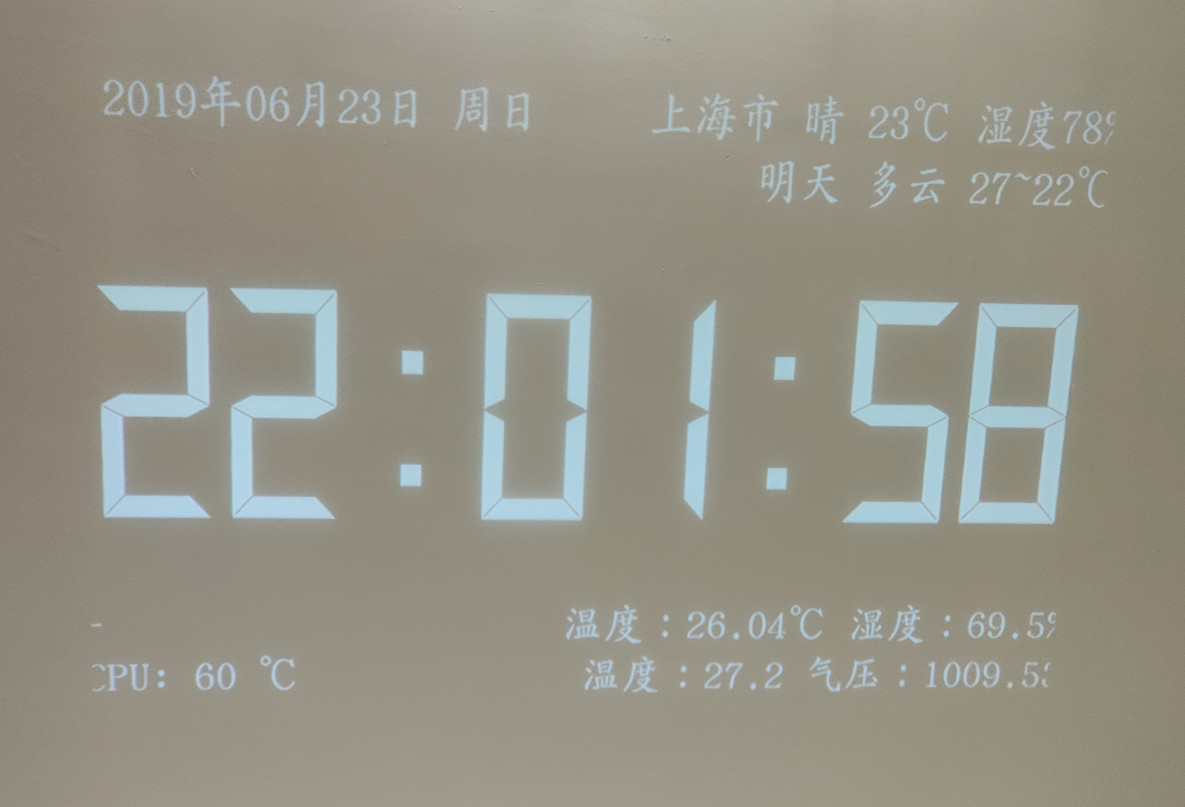 2019年06月23日 周日
上海市 晴 23℃ 湿度78%
明天 多云 27~22℃
22:01:58
-
温度：26.04℃ 湿度：69.5%
CPU: 60 ℃
温度：27.2 气压：1009.5